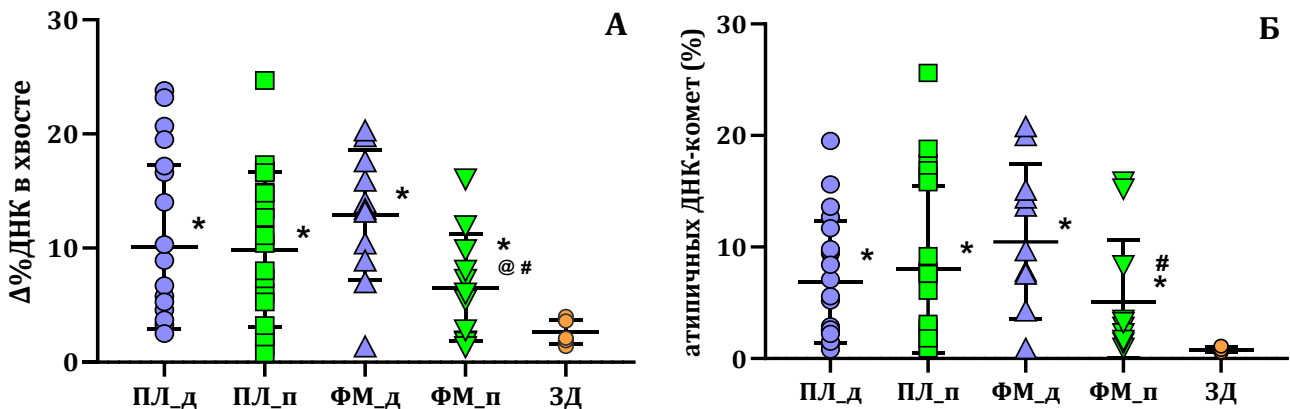 А
Δ%ДНК в хвосте
30
20
10
0
*
*
*
*
@ #
ПЛ_д
ПЛ_п
ФМ_д
ФМ_п
ЗД
Б
атипичных ДНК-комет (%)
30
20
10
0
*
*
*
#
*
ПЛ_д
ПЛ_п
ФМ_д
ФМ_п
ЗД